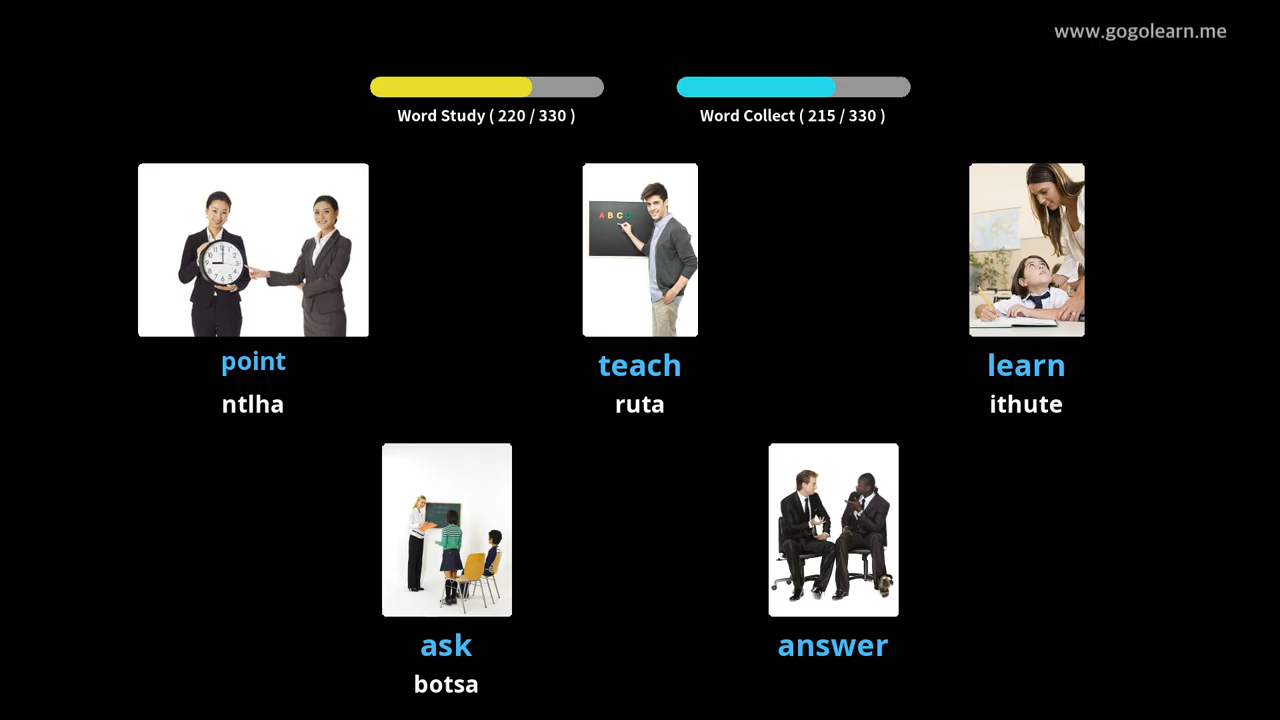 www.gogolearn.me
Word Study ( 220 / 330 )
Word Collect ( 215 / 330 )
A B C D
point
teach
learn
ntlha
ruta
ithute
ask
answer
botsa